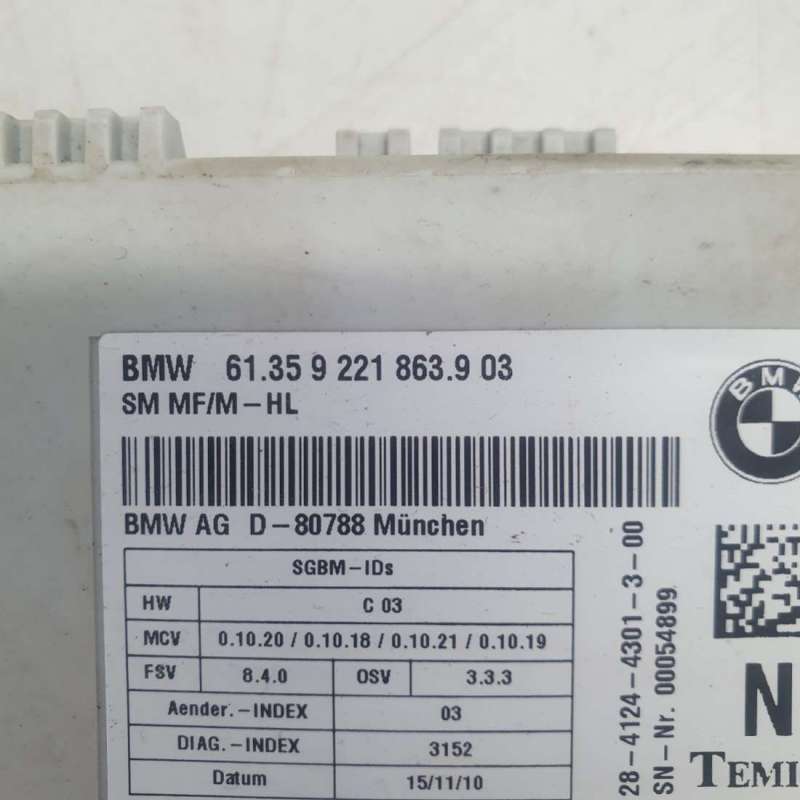 BMW 61.35 9 221 863.9 03
SM MF/M-HL
BMW
BMW AG D-80788 München
SGBM-IDs
HW C 03
MCV 0.10.20 / 0.10.18 / 0.10.21 / 0.10.19
FSV 8.4.0 OSV 3.3.3
Aender.-INDEX 03
DIAG.-INDEX 3152
Datum 15/11/10
28-4124-4301-3-00
SN-Nr. 00054899
N
TEMI